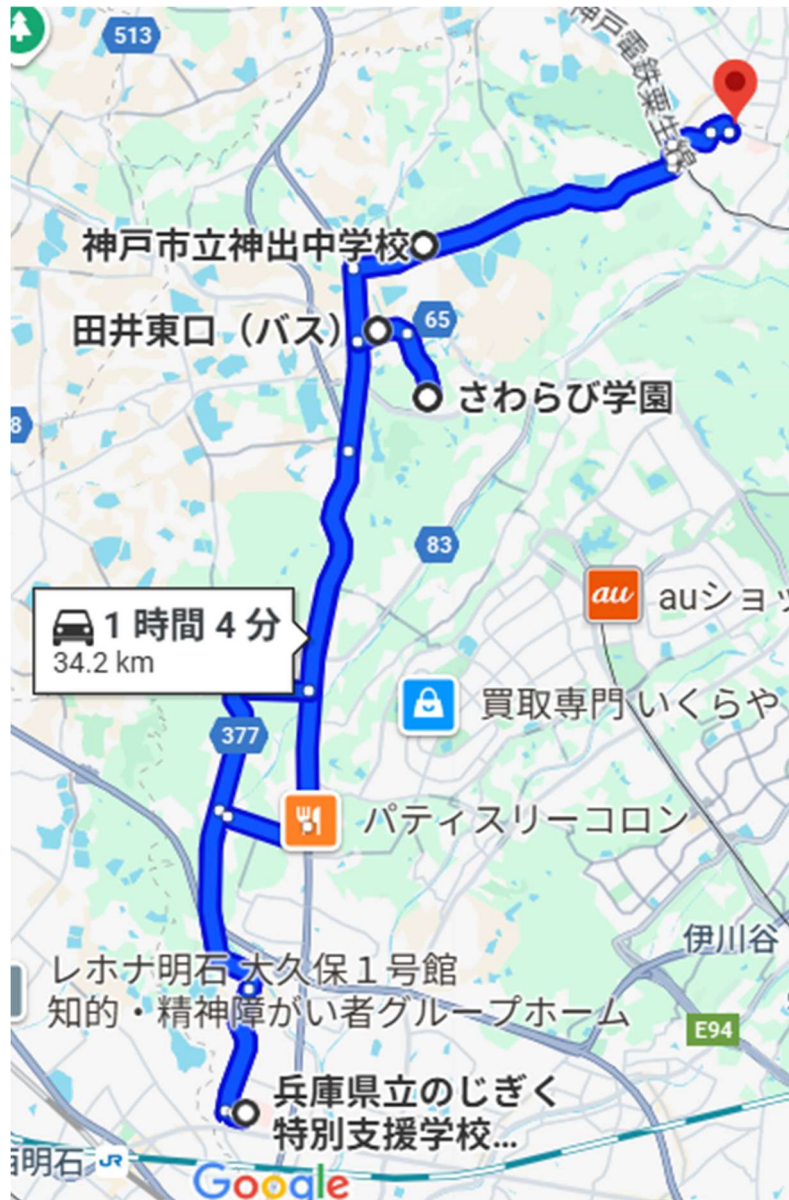 513
神戸電鉄粟生線
神戸市立神出中学校
田井東口（バス）
65
さわらび学園
8
83
au
auショッ
1 時間 4 分
34.2 km
買取専門 いくらや
377
パティスリーコロン
伊川谷
レホナ明石 大久保１号館
知的・精神障がい者グループホーム
E94
兵庫県立のじぎく
特別支援学校...
明石
JR
Google